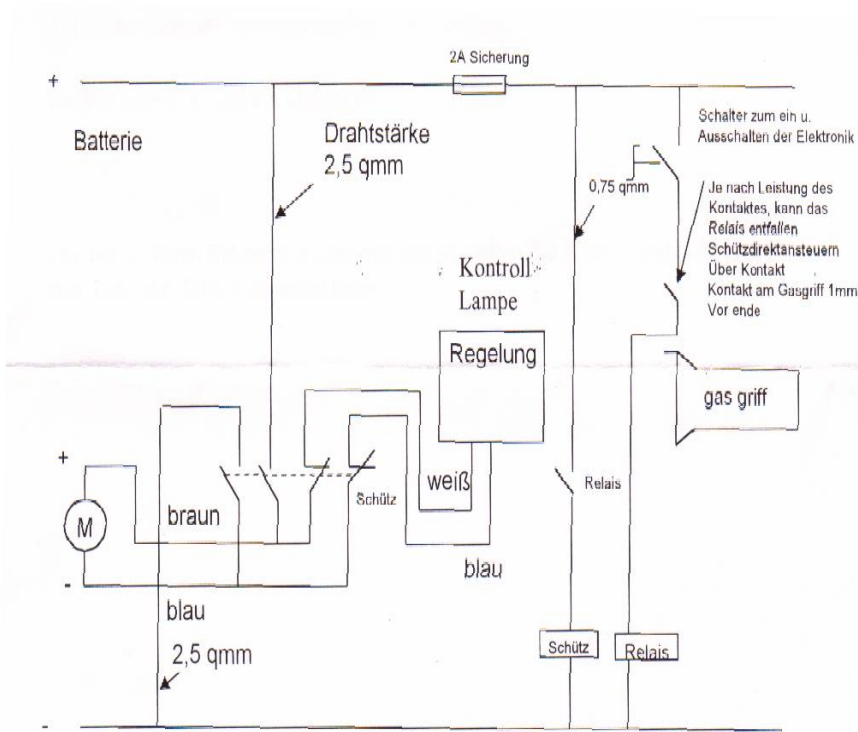 2A Sicherung
+
Schalter zum ein u.
Ausschalten der Elektronik
Batterie
Drahtstärke
2,5 qmm
0,75 qmm
Je nach Leistung des
Kontaktes, kann das
Relais entfallen
Schützdirektansteuern
Über Kontakt
Kontakt am Gasgriff 1mm
Vor ende
Kontroll
Lampe
Regelung
gas griff
+
M
-
braun
Schütz
weiß
Relais
blau
blau
2,5 qmm
Schütz
Relais
-